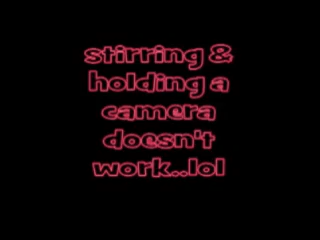 stirring &
holding a
camera
doesn't
work..lol